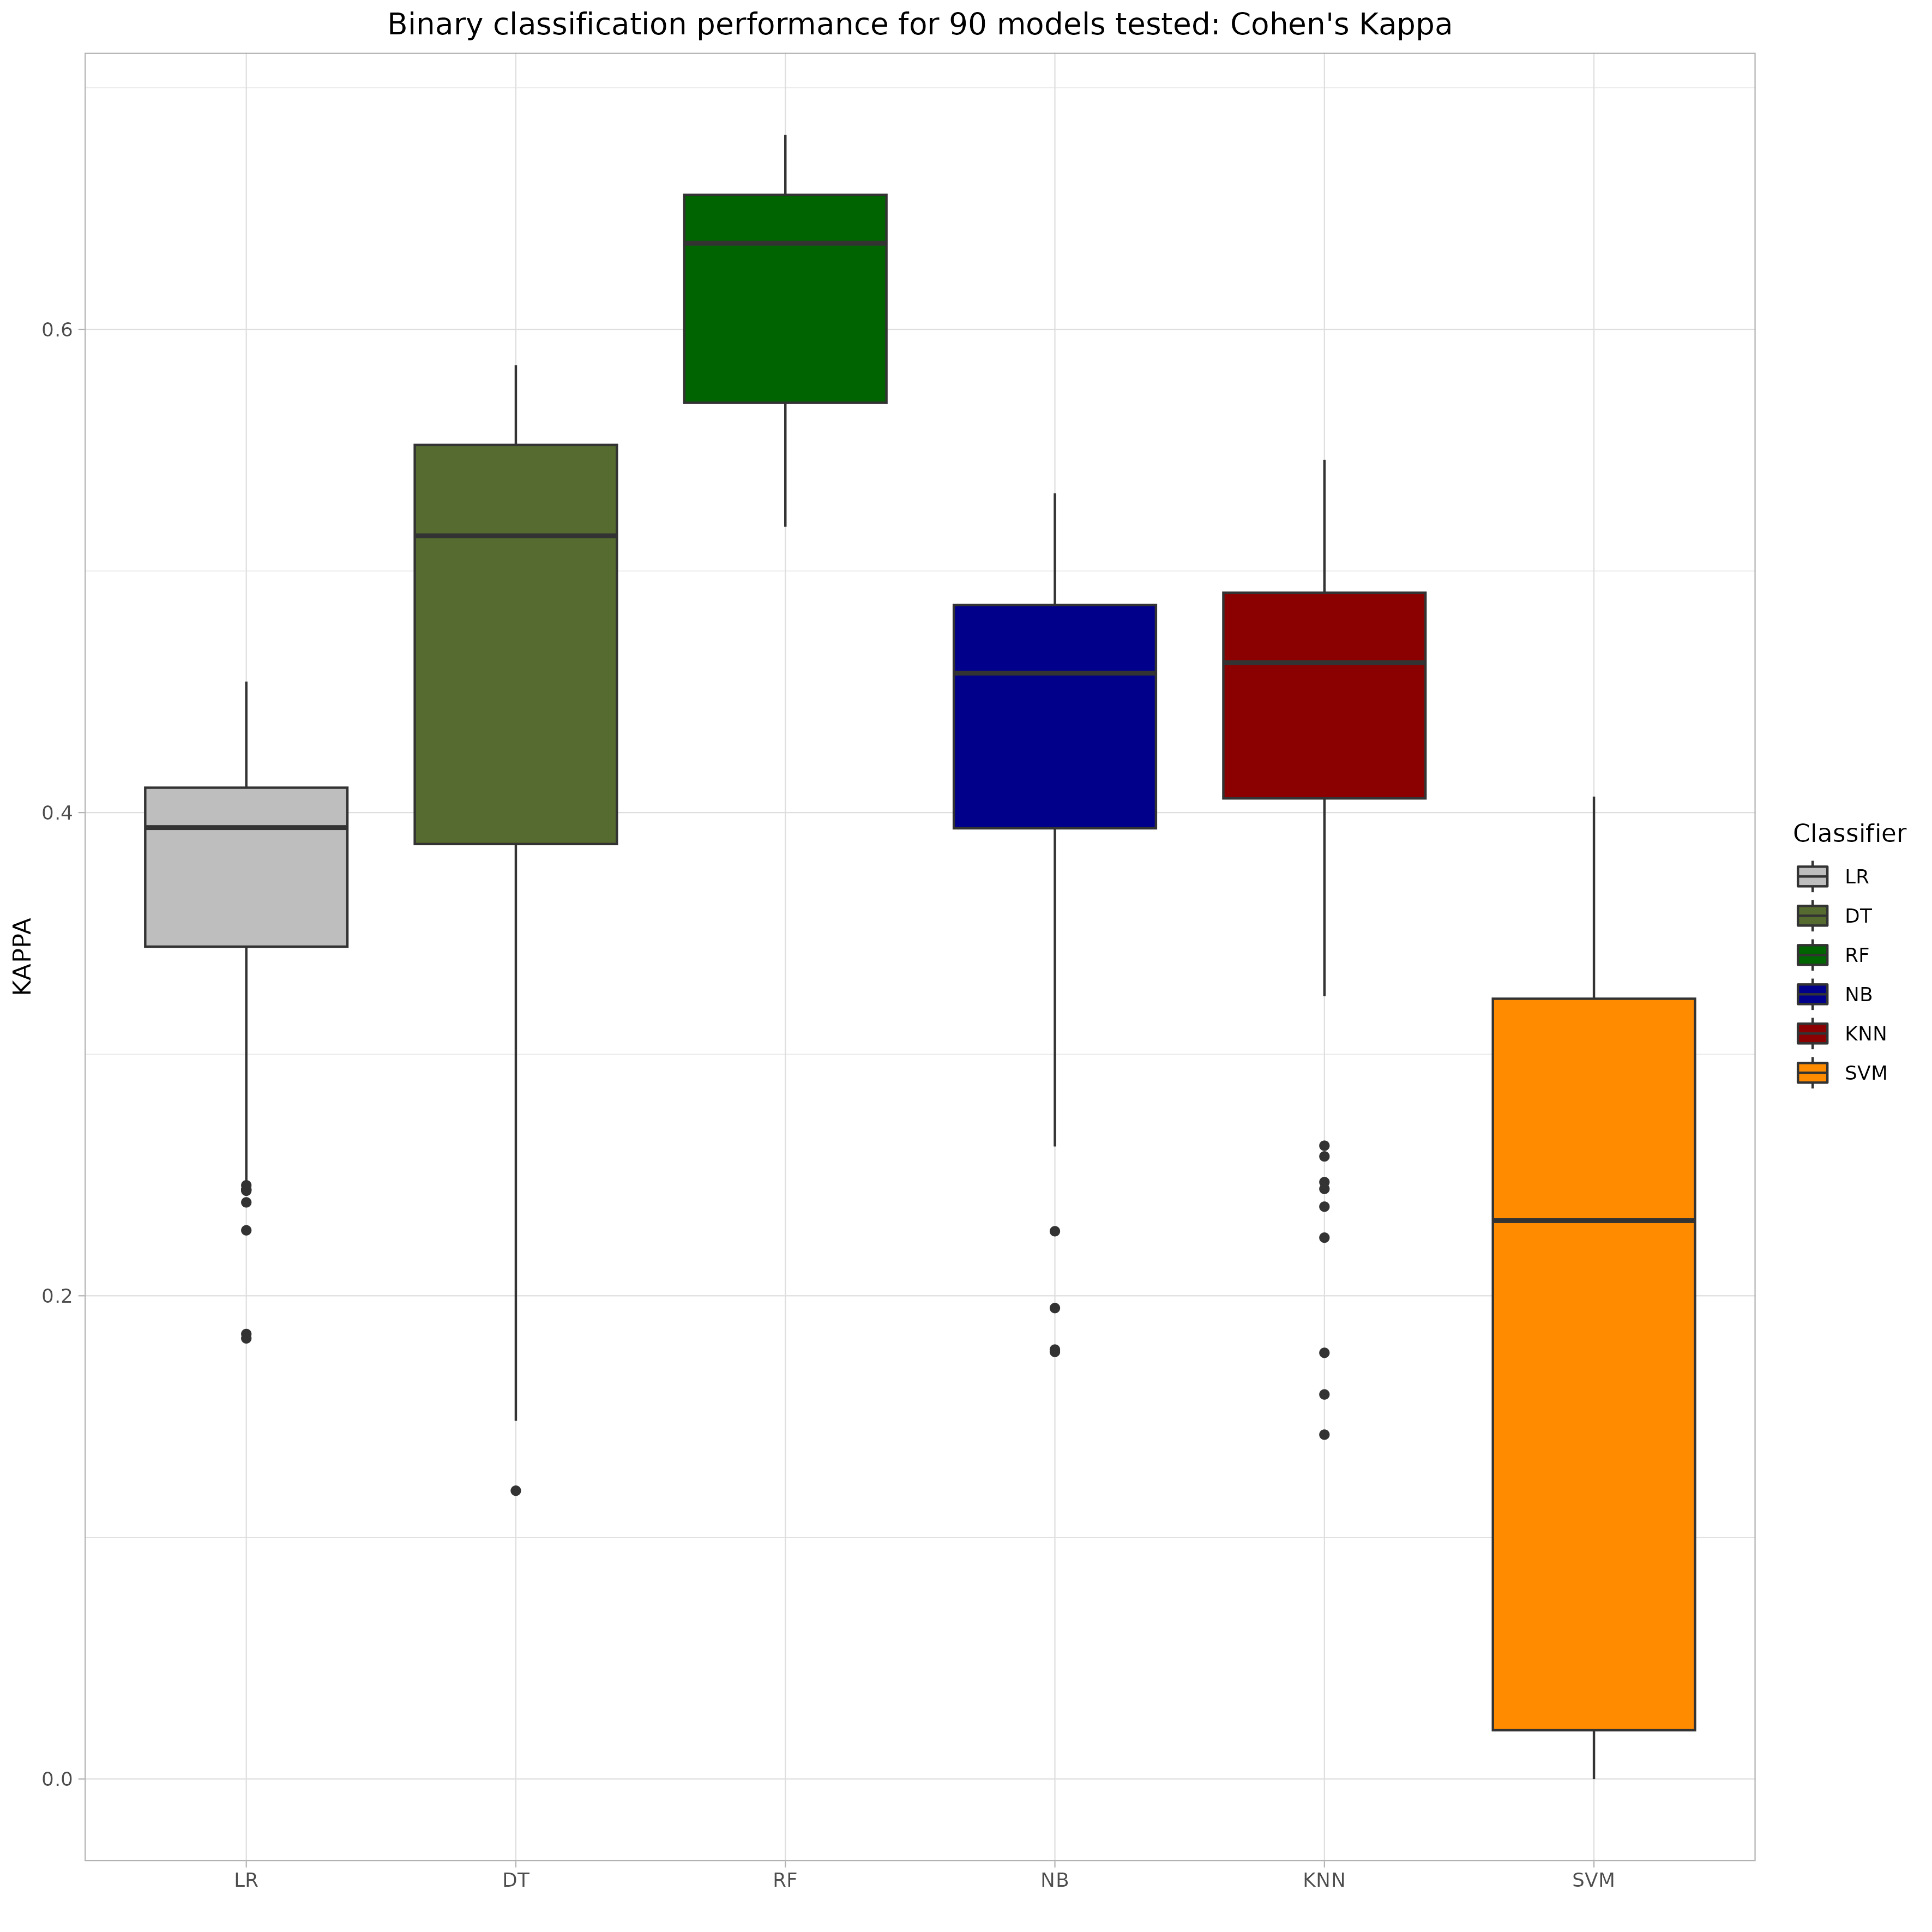 Binary classification performance for 90 models tested: Cohen's Kappa
KAPPA
0.6
0.4
0.2
0.0
LR
DT
RF
NB
KNN
SVM
Classifier
LR
DT
RF
NB
KNN
SVM